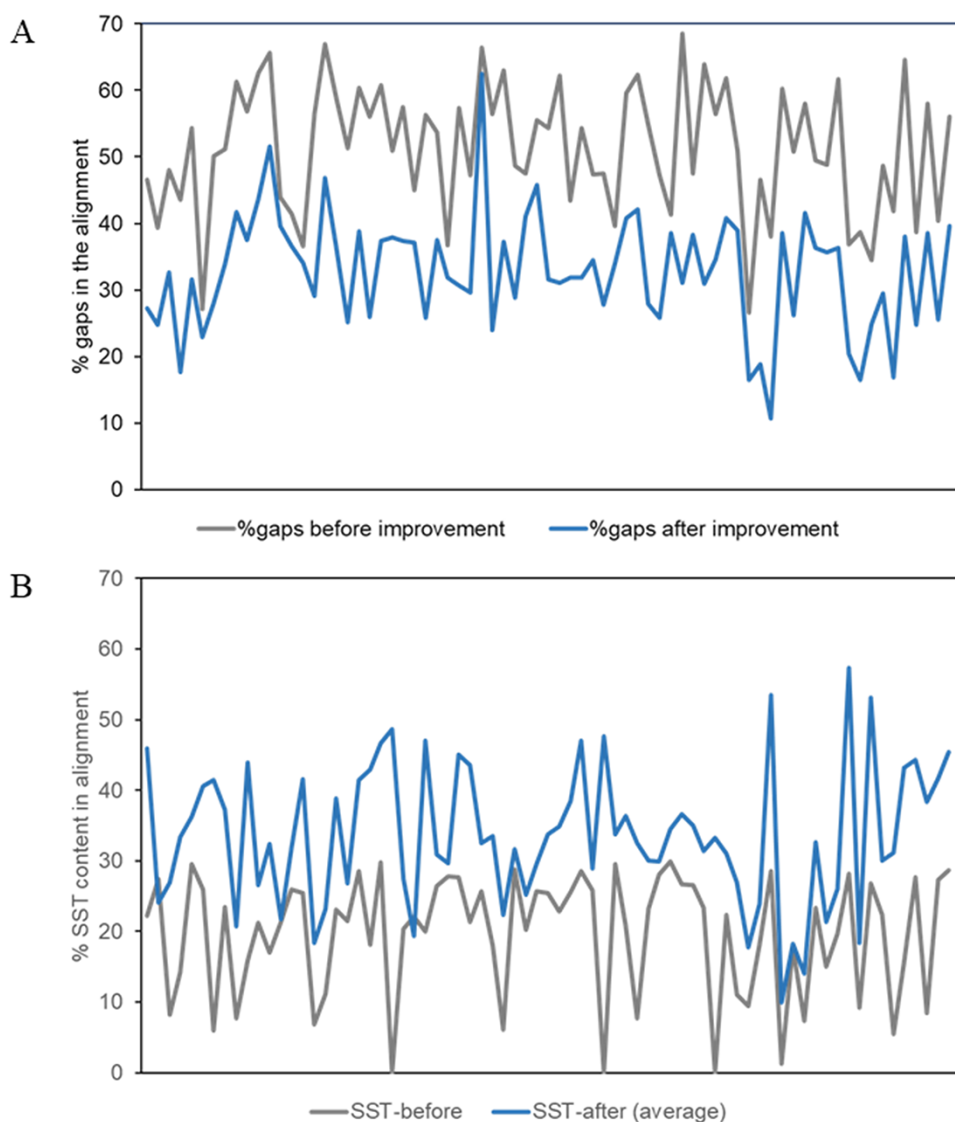 A
70
60
50
40
30
20
10
0
% gaps in the alignment
%gaps before improvement %gaps after improvement
B
70
60
50
40
30
20
10
0
% SST content in alignment
SST-before SST-after (average)